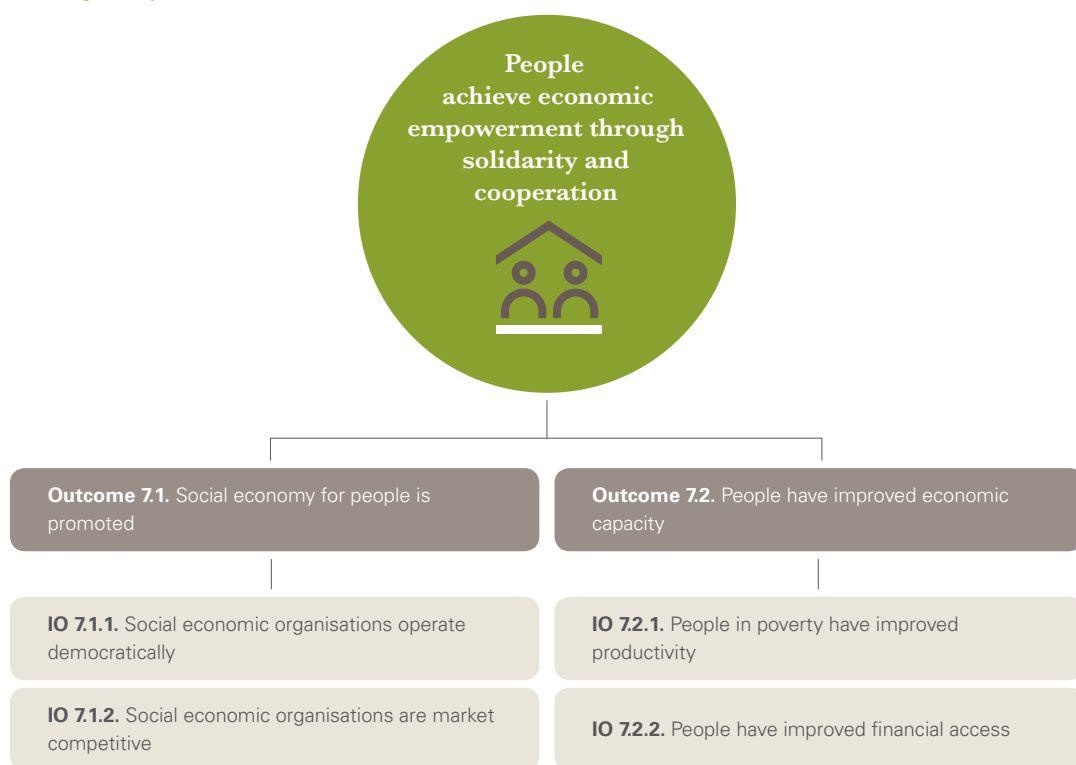 People
achieve economic
empowerment through
solidarity and
cooperation
Outcome 7.1. Social economy for people is
promoted
Outcome 7.2. People have improved economic
capacity
IO 7.1.1. Social economic organisations operate
democratically
IO 7.2.1. People in poverty have improved
productivity
IO 7.1.2. Social economic organisations are market
competitive
IO 7.2.2. People have improved financial access